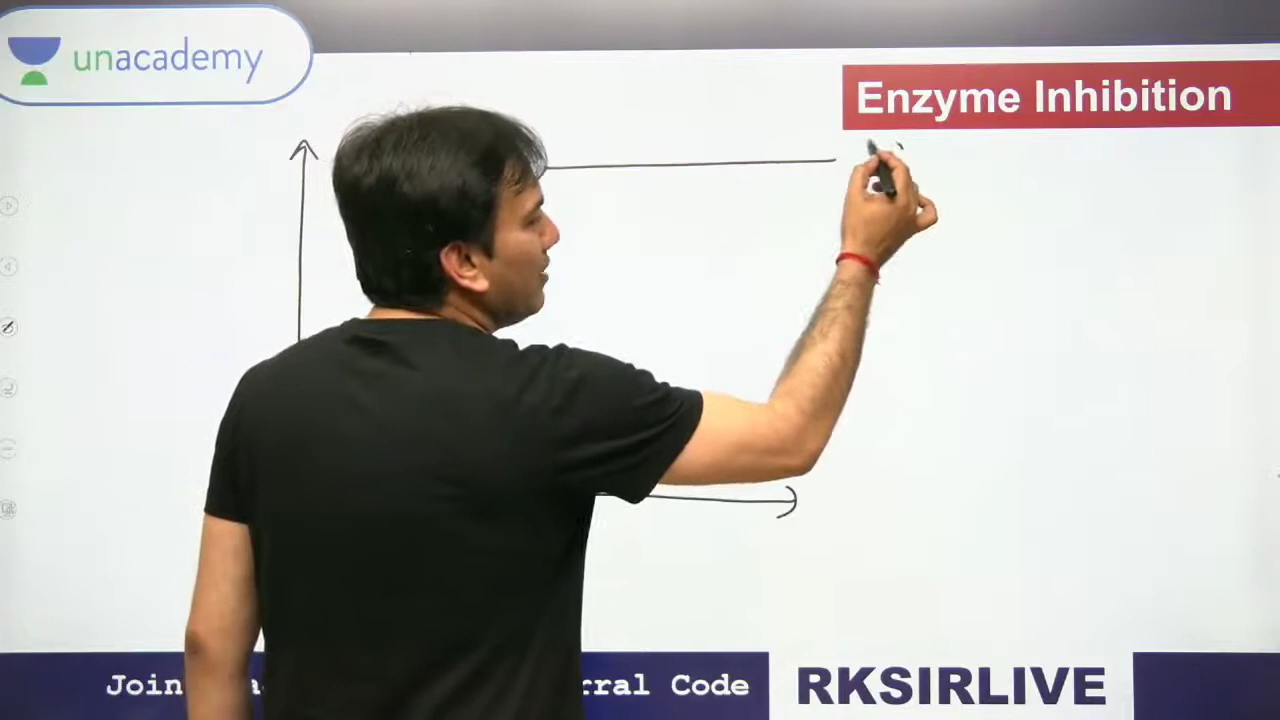 unacademy
Enzyme Inhibition
Join
rral Code
RKSIRLIVE